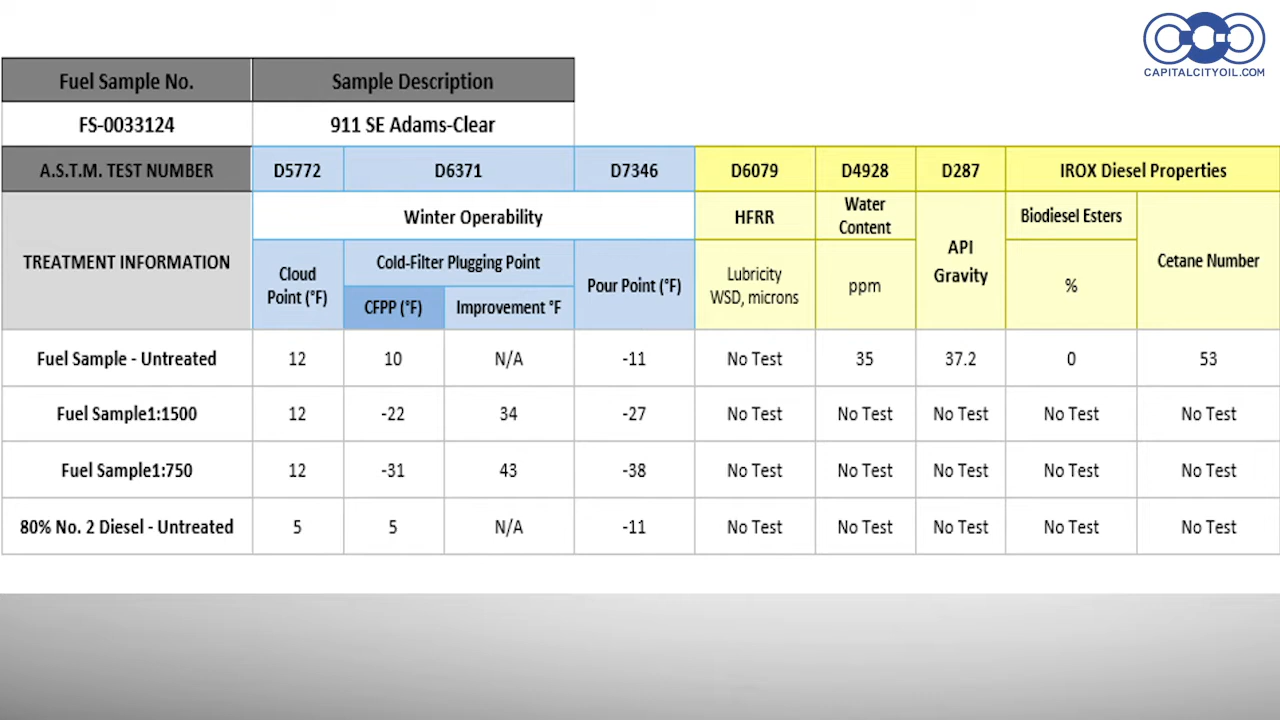 CAPITALCITYOIL.COM
Fuel Sample No. Sample Description
FS-0033124 911 SE Adams-Clear
A.S.T.M. TEST NUMBER D5772 D6371 D7346 D6079 D4928 D287 IROX Diesel Properties
TREATMENT INFORMATION
Winter Operability
HFRR
Water
Content
API
Gravity
Biodiesel Esters
Cetane Number
Cloud
Point (°F)
Cold-Filter Plugging Point
CFPP (°F) Improvement °F
Pour Point (°F)
Lubricity
WSD, microns
ppm
%
Fuel Sample - Untreated 12 10 N/A -11 No Test 35 37.2 0 53
Fuel Sample1:1500 12 -22 34 -27 No Test No Test No Test No Test No Test
Fuel Sample1:750 12 -31 43 -38 No Test No Test No Test No Test No Test
80% No. 2 Diesel - Untreated 5 5 N/A -11 No Test No Test No Test No Test No Test